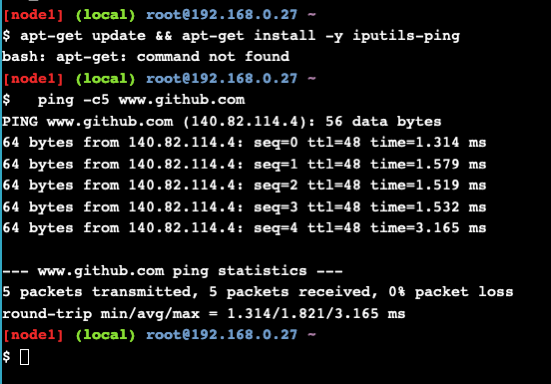 [node1] (local) root@192.168.0.27 ~
$ apt-get update && apt-get install -y iputils-ping
bash: apt-get: command not found
[node1] (local) root@192.168.0.27 ~
$   ping -c5 www.github.com
PING www.github.com (140.82.114.4): 56 data bytes
64 bytes from 140.82.114.4: seq=0 ttl=48 time=1.314 ms
64 bytes from 140.82.114.4: seq=1 ttl=48 time=1.579 ms
64 bytes from 140.82.114.4: seq=2 ttl=48 time=1.519 ms
64 bytes from 140.82.114.4: seq=3 ttl=48 time=1.532 ms
64 bytes from 140.82.114.4: seq=4 ttl=48 time=3.165 ms
--- www.github.com ping statistics ---
5 packets transmitted, 5 packets received, 0% packet loss
round-trip min/avg/max = 1.314/1.821/3.165 ms
[node1] (local) root@192.168.0.27 ~
$